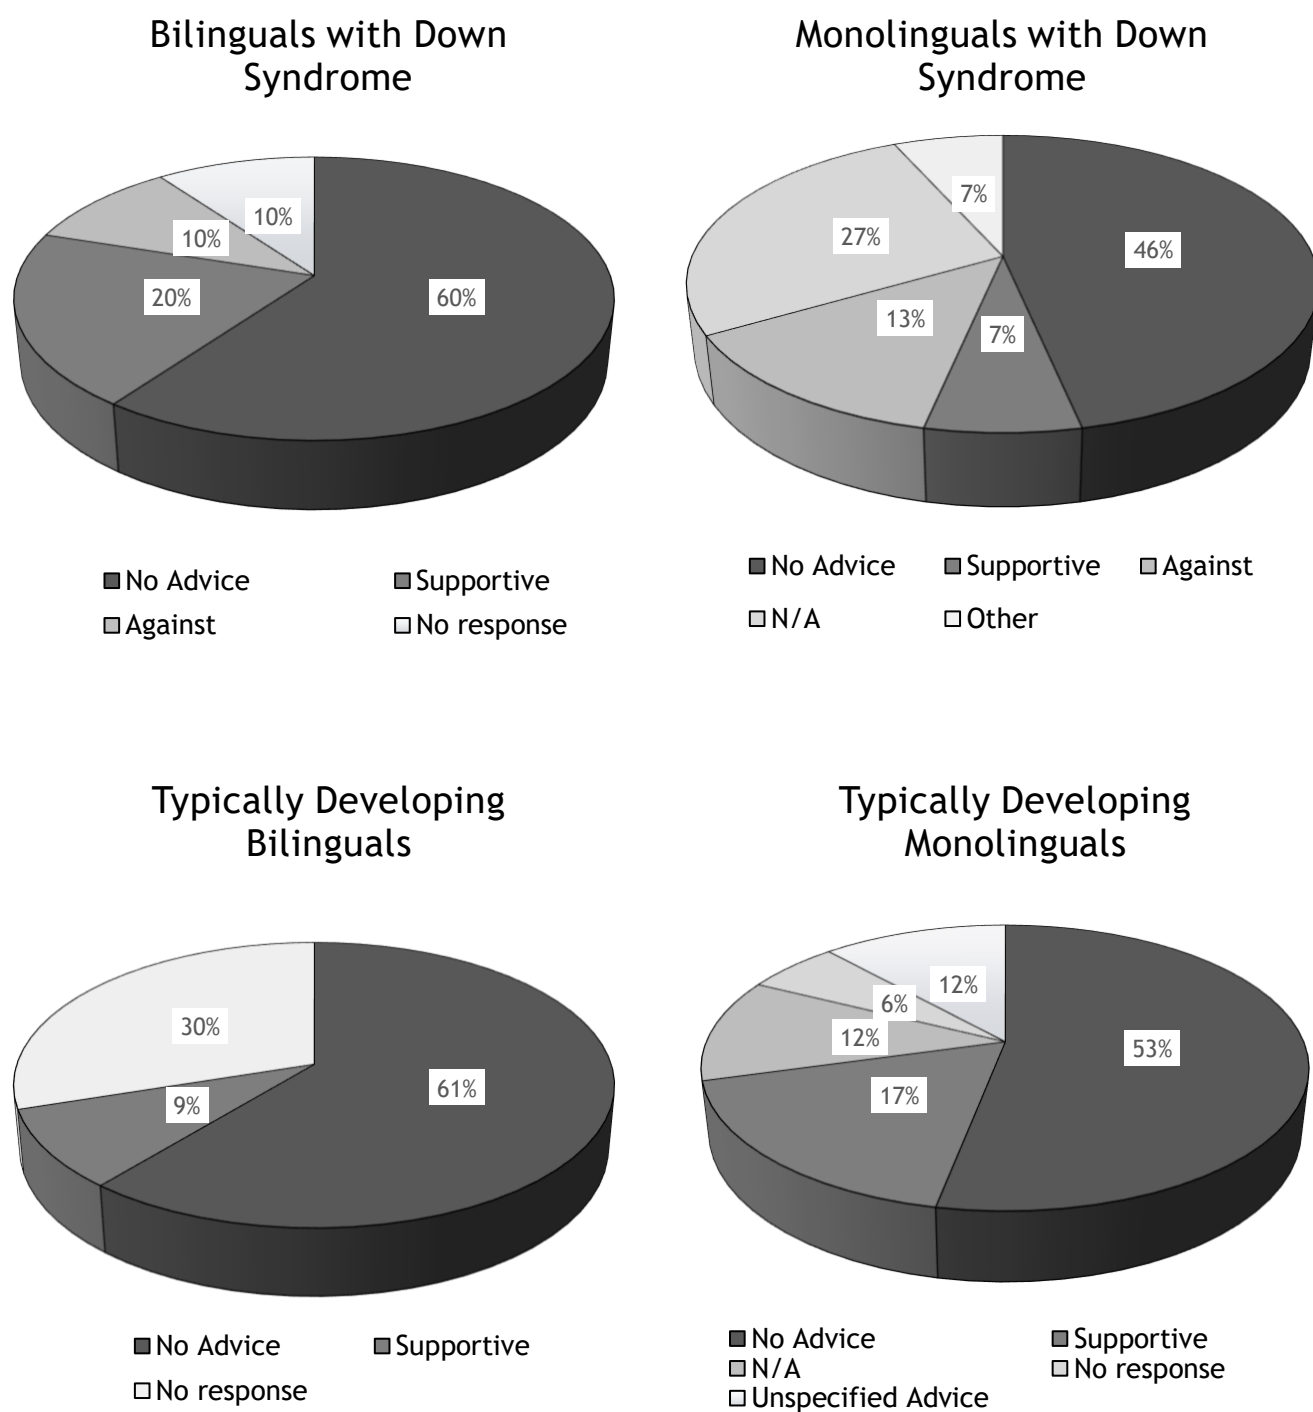 Bilinguals with Down
Syndrome
10%
10%
20%
60%
No Advice Supportive
Against No response
Monolinguals with Down
Syndrome
7%
27%
46%
13%
7%
No Advice Supportive Against
N/A Other
Typically Developing
Bilinguals
30%
61%
9%
No Advice Supportive
No response
Typically Developing
Monolinguals
12%
6%
12%
53%
17%
No Advice Supportive
N/A No response
Unspecified Advice